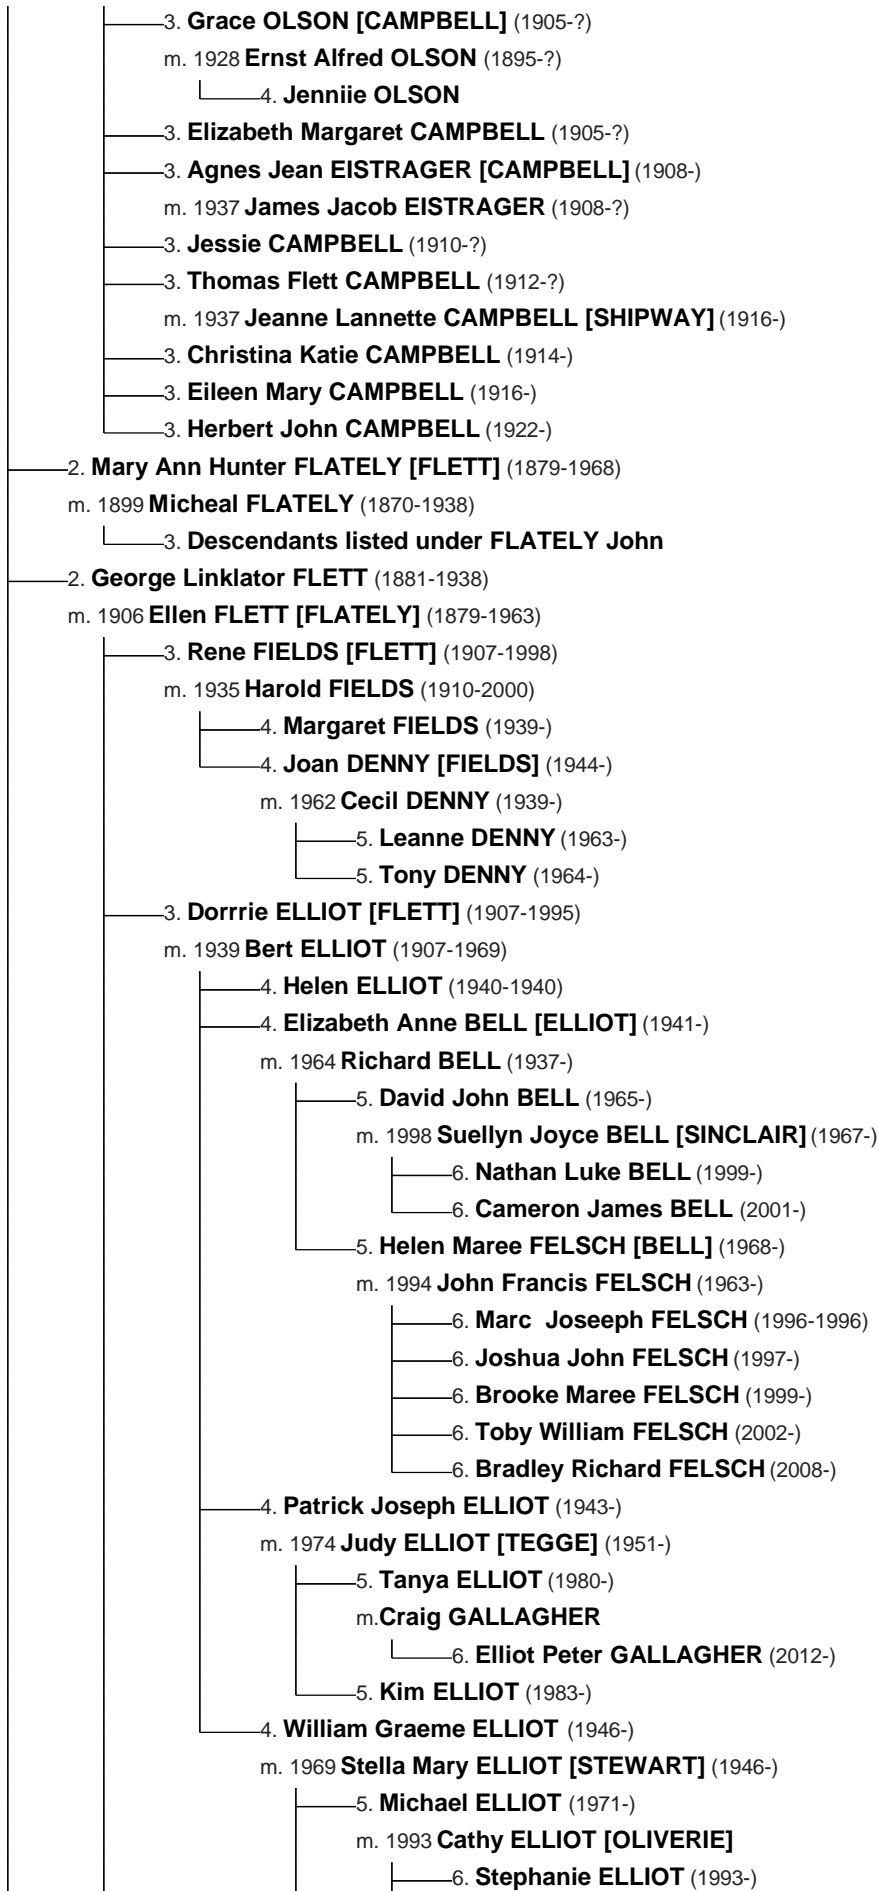 3. Grace OLSON [CAMPBELL] (1905-?)
m. 1928 Ernst Alfred OLSON (1895-?)
4. Jenniie OLSON
3. Elizabeth Margaret CAMPBELL (1905-?)
3. Agnes Jean EISTRAGER [CAMPBELL] (1908-)
m. 1937 James Jacob EISTRAGER (1908-?)
3. Jessie CAMPBELL (1910-?)
3. Thomas Flett CAMPBELL (1912-?)
m. 1937 Jeanne Lannette CAMPBELL [SHIPWAY] (1916-)
3. Christina Katie CAMPBELL (1914-)
3. Eileen Mary CAMPBELL (1916-)
3. Herbert John CAMPBELL (1922-)
2. Mary Ann Hunter FLATELY [FLETT] (1879-1968)
m. 1899 Micheal FLATELY (1870-1938)
3. Descendants listed under FLATELY John
2. George Linklator FLETT (1881-1938)
m. 1906 Ellen FLETT [FLATELY] (1879-1963)
3. Rene FIELDS [FLETT] (1907-1998)
m. 1935 Harold FIELDS (1910-2000)
4. Margaret FIELDS (1939-)
4. Joan DENNY [FIELDS] (1944-)
m. 1962 Cecil DENNY (1939-)
5. Leanne DENNY (1963-)
5. Tony DENNY (1964-)
3. Dorrrie ELLIOT [FLETT] (1907-1995)
m. 1939 Bert ELLIOT (1907-1969)
4. Helen ELLIOT (1940-1940)
4. Elizabeth Anne BELL [ELLIOT] (1941-)
m. 1964 Richard BELL (1937-)
5. David John BELL (1965-)
m. 1998 Suellyn Joyce BELL [SINCLAIR] (1967-)
6. Nathan Luke BELL (1999-)
6. Cameron James BELL (2001-)
5. Helen Maree FELSCH [BELL] (1968-)
m. 1994 John Francis FELSCH (1963-)
6. Marc Joseeph FELSCH (1996-1996)
6. Joshua John FELSCH (1997-)
6. Brooke Maree FELSCH (1999-)
6. Toby William FELSCH (2002-)
6. Bradley Richard FELSCH (2008-)
4. Patrick Joseph ELLIOT (1943-)
m. 1974 Judy ELLIOT [TEGGE] (1951-)
5. Tanya ELLIOT (1980-)
m.Craig GALLAGHER
6. Elliot Peter GALLAGHER (2012-)
5. Kim ELLIOT (1983-)
4. William Graeme ELLIOT (1946-)
m. 1969 Stella Mary ELLIOT [STEWART] (1946-)
5. Michael ELLIOT (1971-)
m. 1993 Cathy ELLIOT [OLIVERIE]
6. Stephanie ELLIOT (1993-)